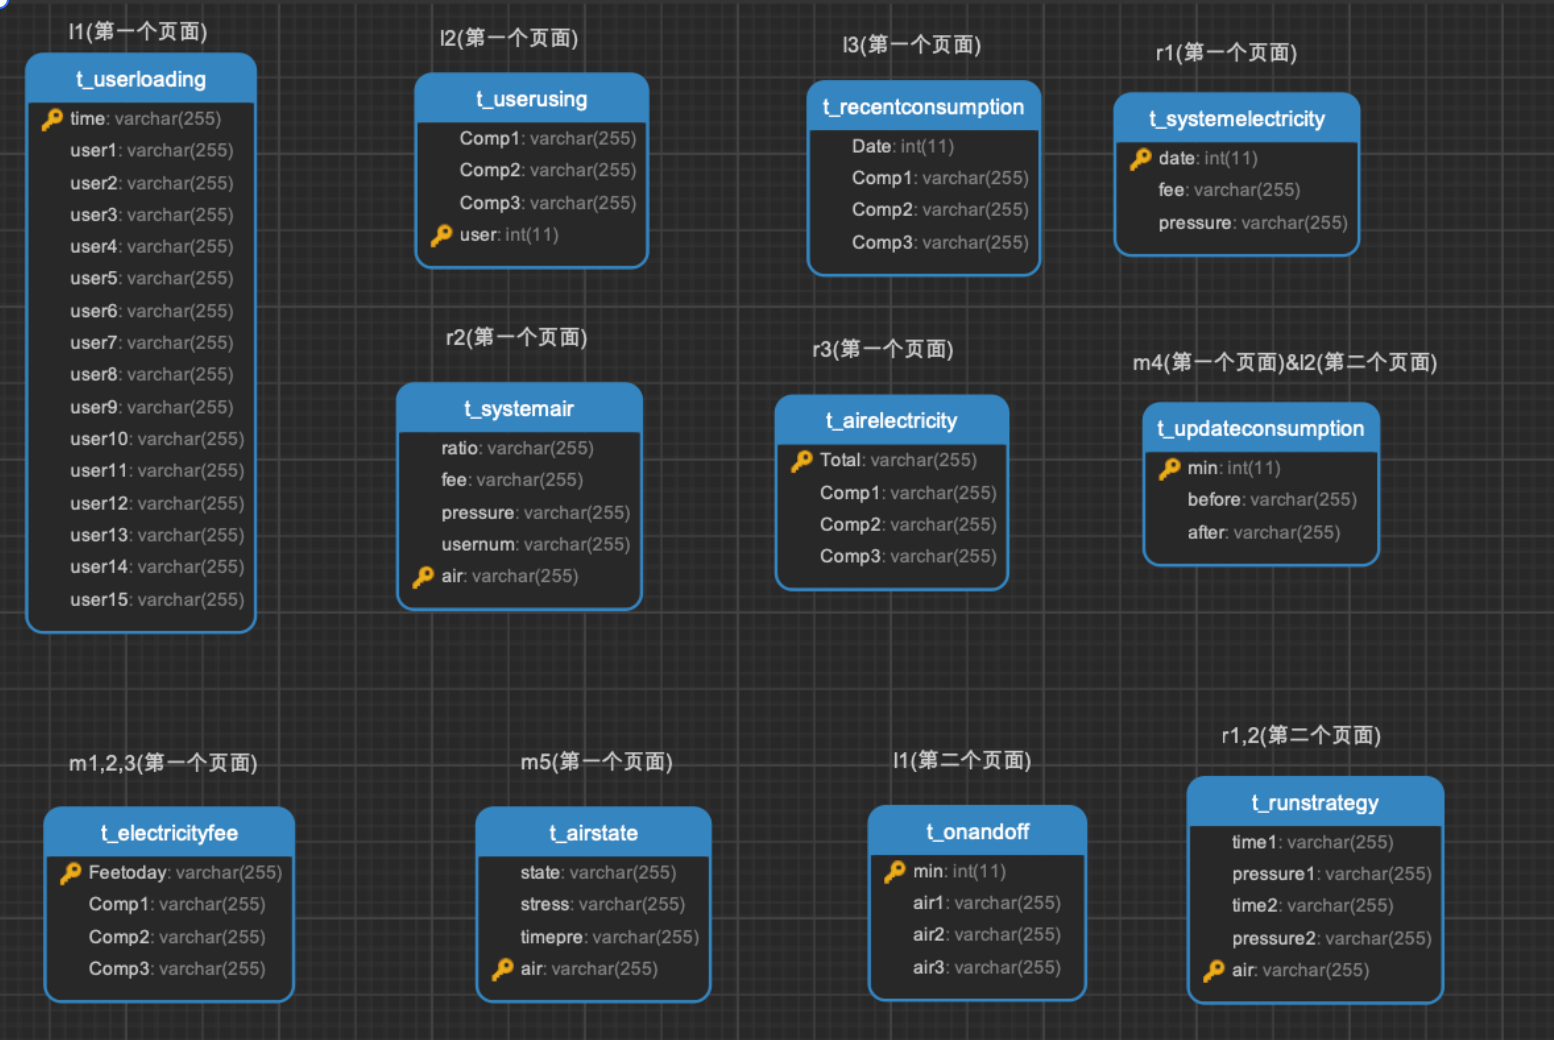 l1(第一个页面)
t_userloading
time: varchar(255)
user1: varchar(255)
user2: varchar(255)
user3: varchar(255)
user4: varchar(255)
user5: varchar(255)
user6: varchar(255)
user7: varchar(255)
user8: varchar(255)
user9: varchar(255)
user10: varchar(255)
user11: varchar(255)
user12: varchar(255)
user13: varchar(255)
user14: varchar(255)
user15: varchar(255)
l2(第一个页面)
t_userusing
Comp1: varchar(255)
Comp2: varchar(255)
Comp3: varchar(255)
user: int(11)
l3(第一个页面)
t_recentconsumption
Date: int(11)
Comp1: varchar(255)
Comp2: varchar(255)
Comp3: varchar(255)
r1(第一个页面)
t_systemelectricity
date: int(11)
fee: varchar(255)
pressure: varchar(255)
r2(第一个页面)
t_systemair
ratio: varchar(255)
fee: varchar(255)
pressure: varchar(255)
usernum: varchar(255)
air: varchar(255)
r3(第一个页面)
t_airelectricity
Total: varchar(255)
Comp1: varchar(255)
Comp2: varchar(255)
Comp3: varchar(255)
m4(第一个页面)&l2(第二个页面)
t_updateconsumption
min: int(11)
before: varchar(255)
after: varchar(255)
m1,2,3(第一个页面)
t_electricityfee
Feetoday: varchar(255)
Comp1: varchar(255)
Comp2: varchar(255)
Comp3: varchar(255)
m5(第一个页面)
t_airstate
state: varchar(255)
stress: varchar(255)
timepre: varchar(255)
air: varchar(255)
l1(第二个页面)
t_onandoff
min: int(11)
air1: varchar(255)
air2: varchar(255)
air3: varchar(255)
r1,2(第二个页面)
t_runstrategy
time1: varchar(255)
pressure1: varchar(255)
time2: varchar(255)
pressure2: varchar(255)
air: varchar(255)